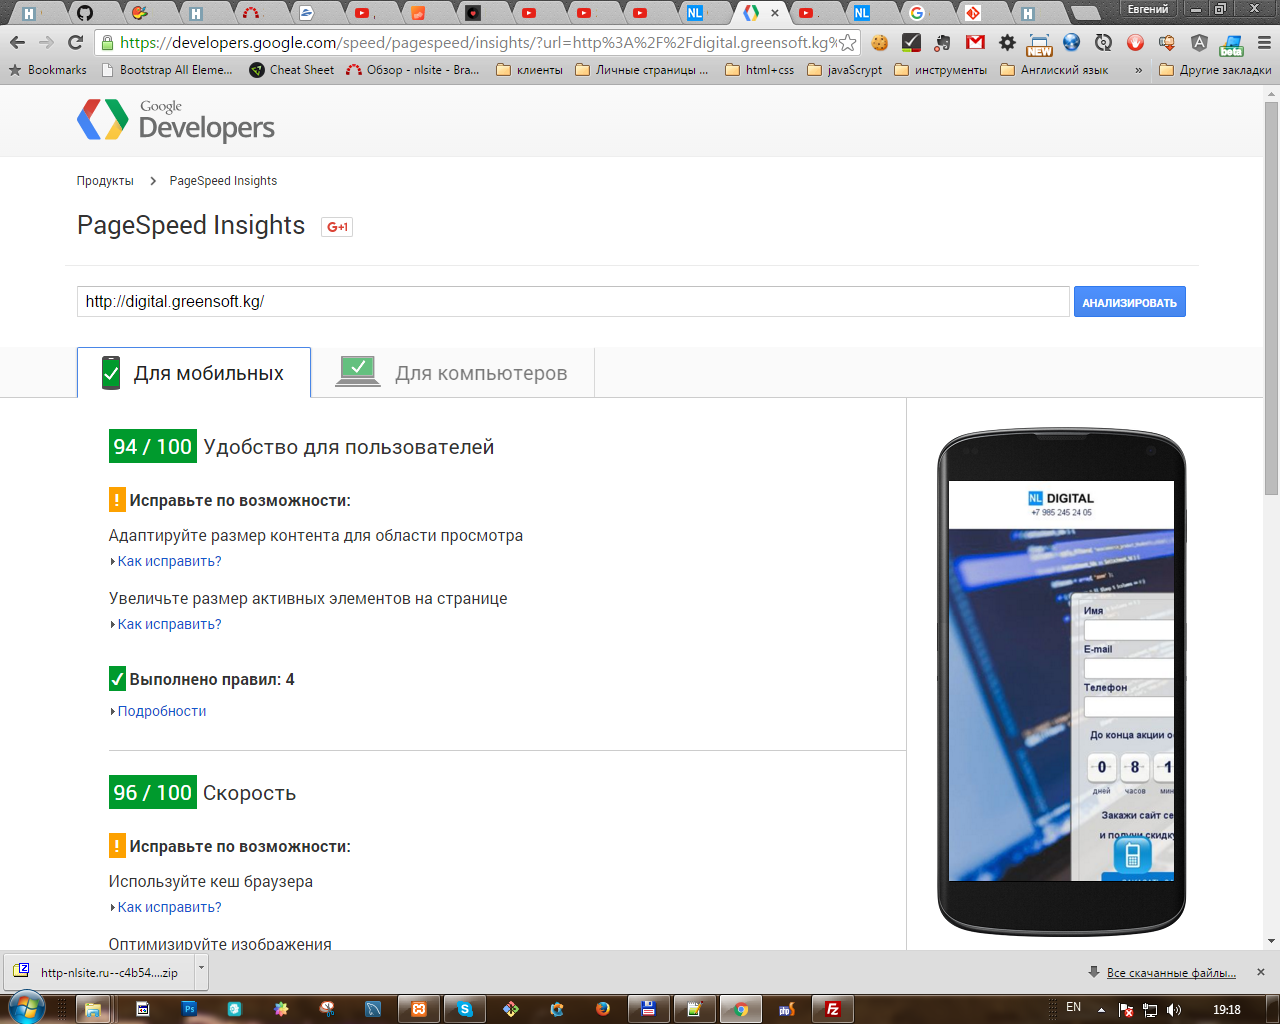 Евгений
https://developers.google.com/speed/pagespeed/insights/?url=http%3A%2F%2Fdigital.greensoft.kg%
NEW
beta
Bookmarks
Bootstrap All Eleme...
Cheat Sheet
Обзор - nlsite - Bra...
клиенты
Личные страницы ...
html+css
javaScrypt
инструменты
Англиский язык
»
Другие закладки
Google
Developers
Продукты > PageSpeed Insights
PageSpeed Insights
G+1
http://digital.greensoft.kg/
АНАЛИЗИРОВАТЬ
Для мобильных
Для компьютеров
94 / 100 Удобство для пользователей
! Исправьте по возможности:
Адаптируйте размер контента для области просмотра
Как исправить?
Увеличьте размер активных элементов на странице
Как исправить?
Выполнено правил: 4
Подробности
96 / 100 Скорость
! Исправьте по возможности:
Используйте кеш браузера
Как исправить?
Оптимизируйте изображения
NL DIGITAL
+7 985 245 24 05
Имя
E-mail
Телефон
До конца акции ос
0 8 1
дней часов мин
Закажи сайт се
и получи скидку
http-nlsite.ru--c4b54....zip
Все скачанные файлы...
EN
19:18